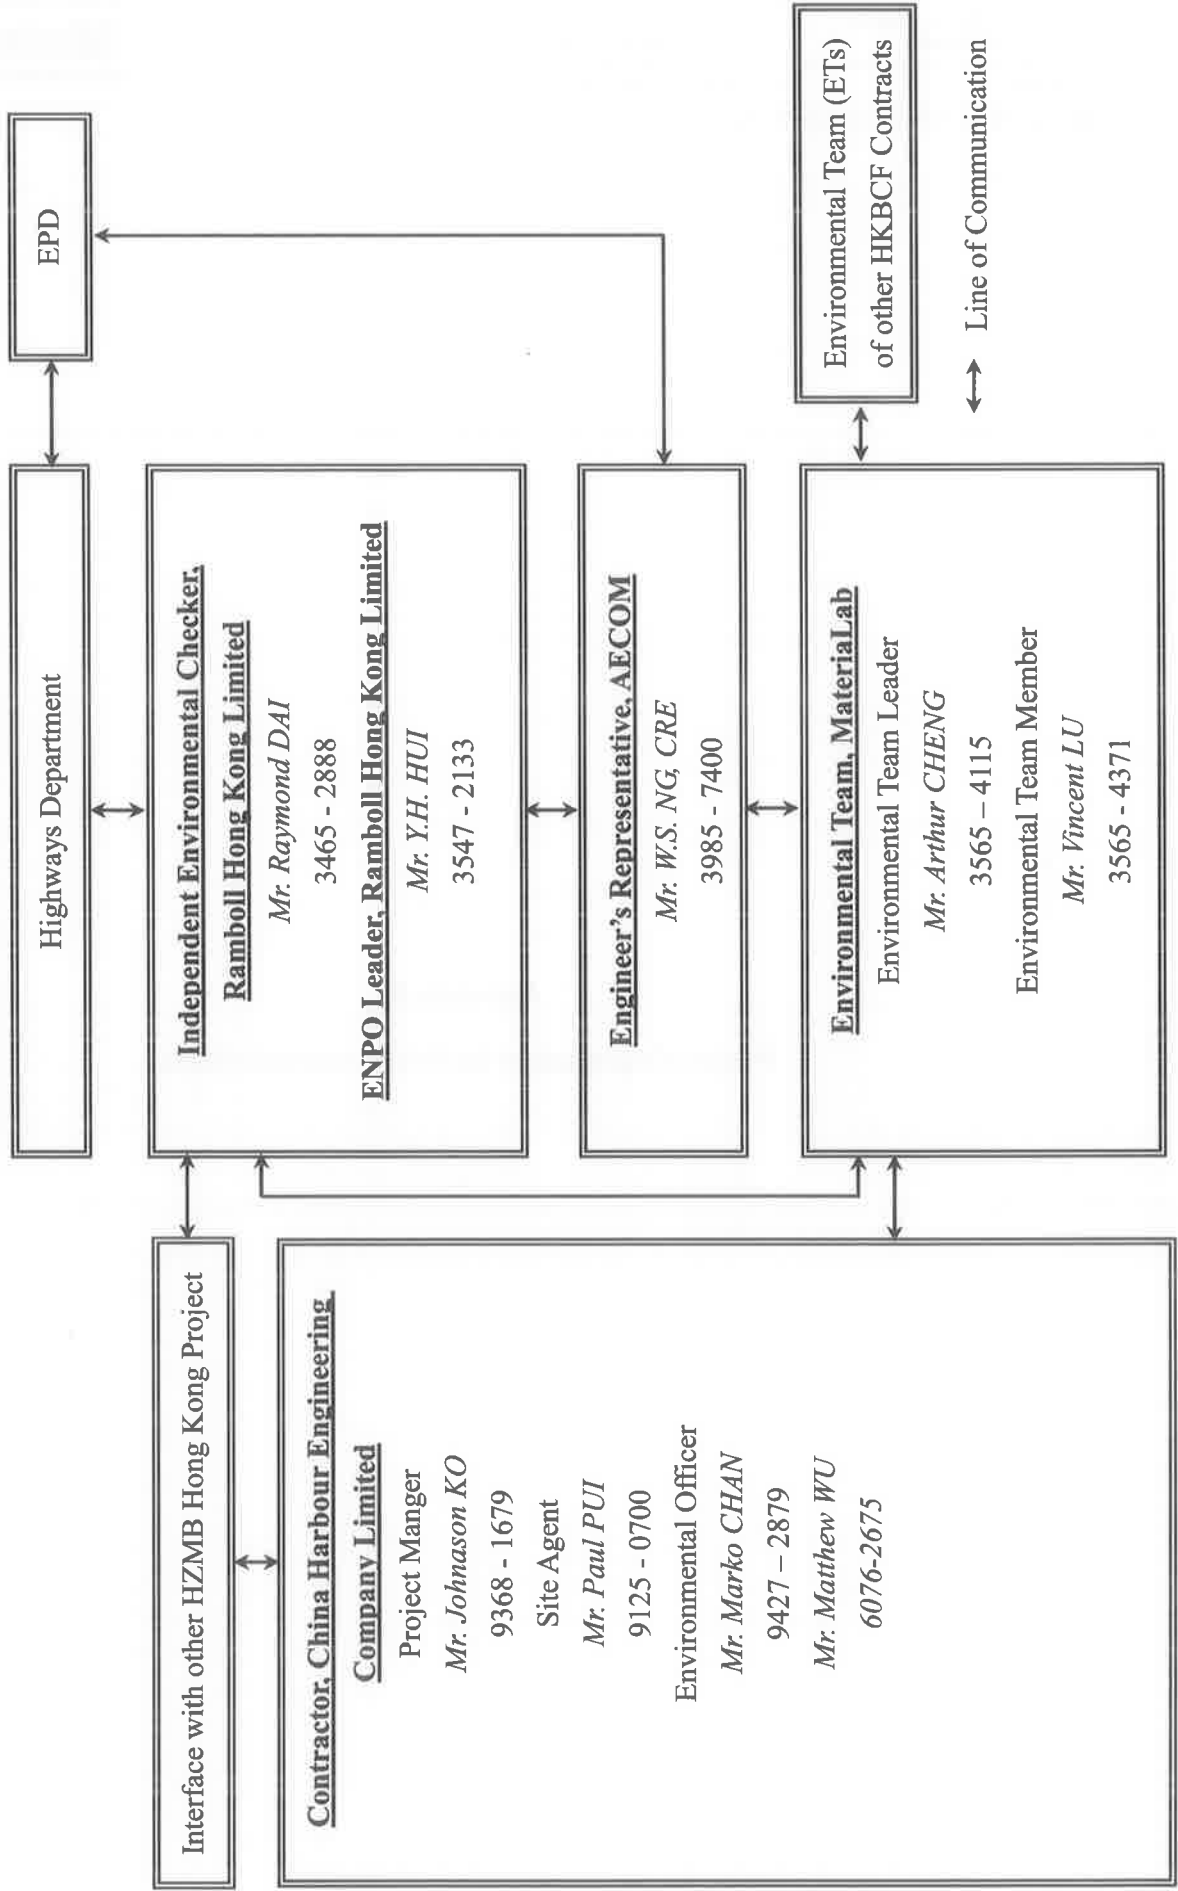 Highways Department
EPD
Interface with other HZMB Hong Kong Project
Independent Environmental Checker,
Ramboll Hong Kong Limited
Mr. Raymond DAI
3465 - 2888
ENPO Leader, Ramboll Hong Kong Limited
Mr. Y.H. HUI
3547 - 2133
Contractor, China Harbour Engineering
Company Limited
Project Manger
Mr. Johnason KO
9368 - 1679
Site Agent
Mr. Paul PUI
9125 - 0700
Environmental Officer
Mr. Marko CHAN
9427 – 2879
Mr. Matthew WU
6076-2675
Engineer's Representative, AECOM
Mr. W.S. NG, CRE
3985 - 7400
Environmental Team, MateriaLab
Environmental Team Leader
Mr. Arthur CHENG
3565 – 4115
Environmental Team Member
Mr. Vincent LU
3565 - 4371
Environmental Team (ETs)
of other HKBCF Contracts
Line of Communication